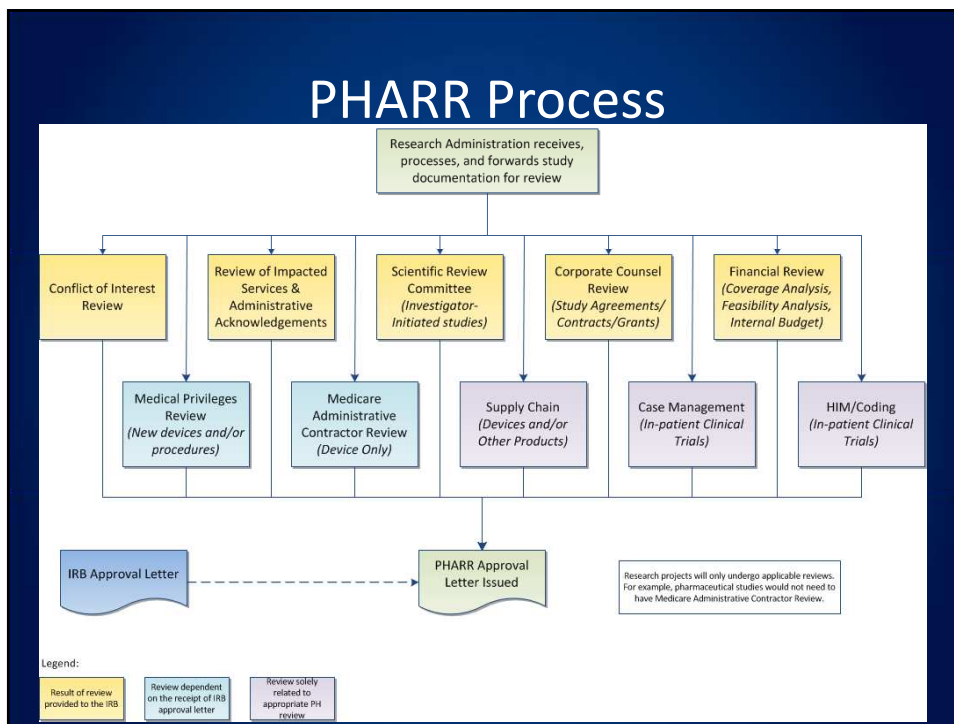 PHARR Process
Research Administration receives,
processes, and forwards study
documentation for review
Conflict of Interest
Review
Review of Impacted
Services &
Administrative
Acknowledgements
Scientific Review
Committee
(Investigator-
Initiated studies)
Corporate Counsel
Review
(Study Agreements/
Contracts/Grants)
Financial Review
(Coverage Analysis,
Feasibility Analysis,
Internal Budget)
Medical Privileges
Review
(New devices and/or
procedures)
Medicare
Administrative
Contractor Review
(Device Only)
Supply Chain
(Devices and/or
Other Products)
Case Management
(In-patient Clinical
Trials)
HIM/Coding
(In-patient Clinical
Trials)
IRB Approval Letter
PHARR Approval
Letter Issued
Research projects will only undergo applicable reviews.
For example, pharmaceutical studies would not need to
have Medicare Administrative Contractor Review.
Legend:
Result of review
provided to the IRB
Review dependent
on the receipt of IRB
approval letter
Review solely
related to
appropriate PH
review